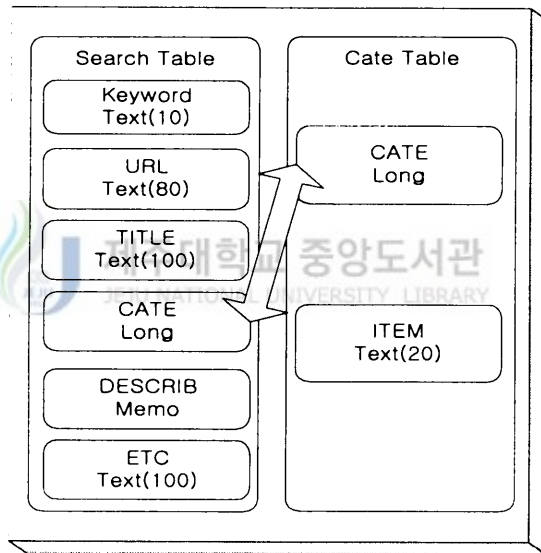 Search Table
Keyword
Text(10)
URL
Text(80)
TITLE
Text(100)
CATE
Long
DESCRIB
Memo
ETC
Text(100)
Cate Table
CATE
Long
ITEM
Text(20)
제주대학교 중앙도서관
JEJU NATIONAL UNIVERSITY LIBRARY